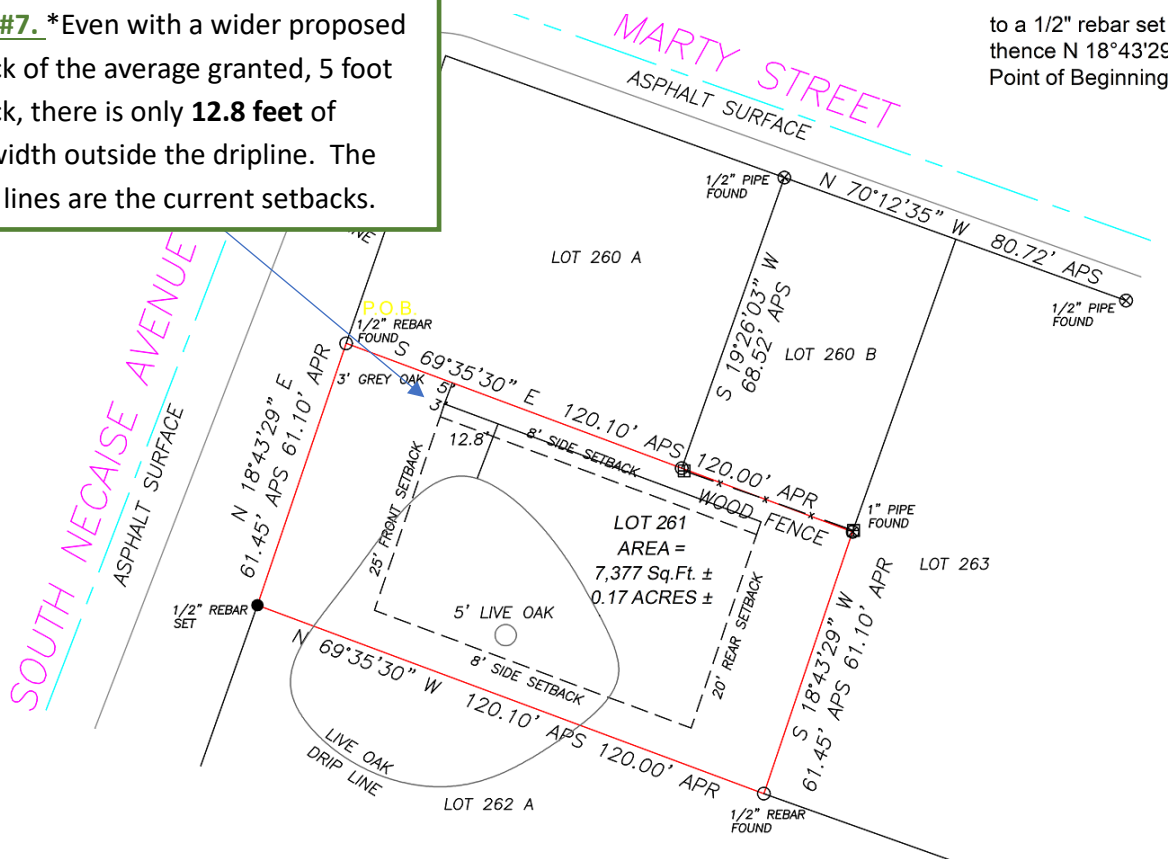 #7. *Even with a wider proposed
ck of the average granted, 5 foot
ck, there is only 12.8 feet of
width outside the dripline. The
lines are the current setbacks.
to a 1/2" rebar set
thence N 18°43'29
Point of Beginning
MARTY STREET
ASPHALT SURFACE
1/2" PIPE
FOUND
N 70°12'35" W 80.72' APS
1/2" PIPE
FOUND
LOT 260 A
S 19°26'03" W
68.52' APS
LOT 260 B
SOUTH NECAISE AVENUE
ASPHALT SURFACE
NE
P.O.B.
1/2" REBAR
FOUND
3' GREY OAK
5'
3'
S 69°35'30" E 120.10' APS 120.00' APR
8' SIDE SETBACK
12.8'
WOOD FENCE
1" PIPE
FOUND
N 18°43'29" E
61.45' APS 61.10' APR
25' FRONT SETBACK
LOT 261
AREA =
7,377 Sq.Ft. ±
0.17 ACRES ±
LOT 263
1/2" REBAR
SET
5' LIVE OAK
20' REAR SETBACK
S 18°43'29" W
61.45' APS 61.10' APR
8' SIDE SETBACK
N 69°35'30" W 120.10' APS 120.00' APR
LIVE OAK
DRIP LINE
LOT 262 A
1/2" REBAR
FOUND